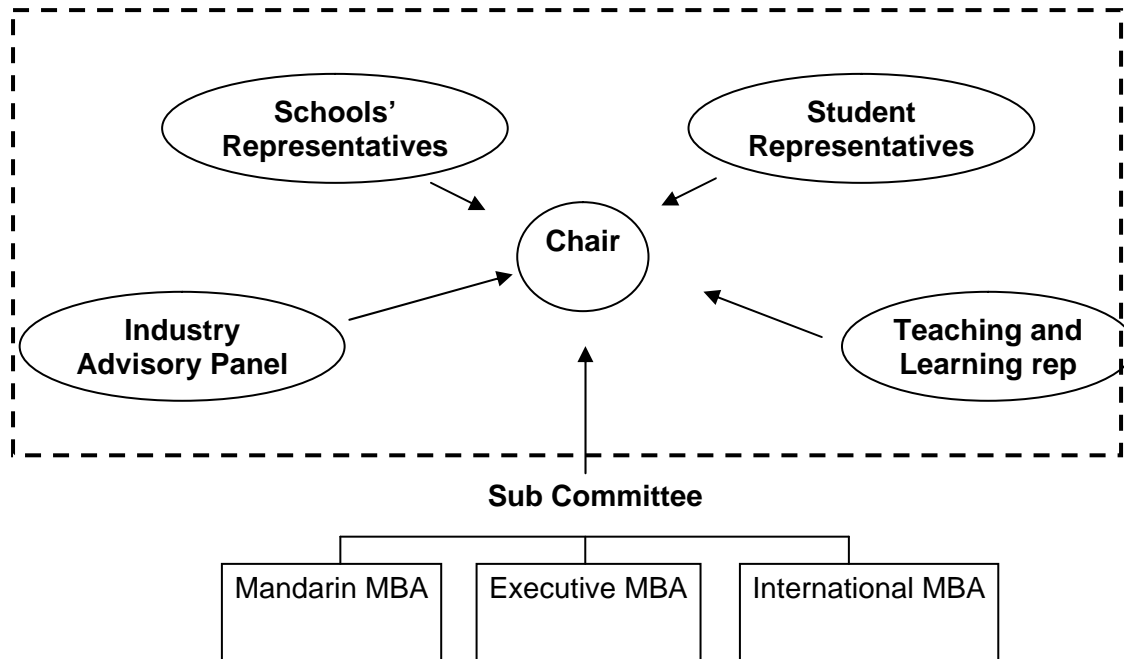 Schools’
Representatives
Student
Representatives
Chair
Industry
Advisory Panel
Teaching and
Learning rep
Sub Committee
Mandarin MBA
Executive MBA
International MBA